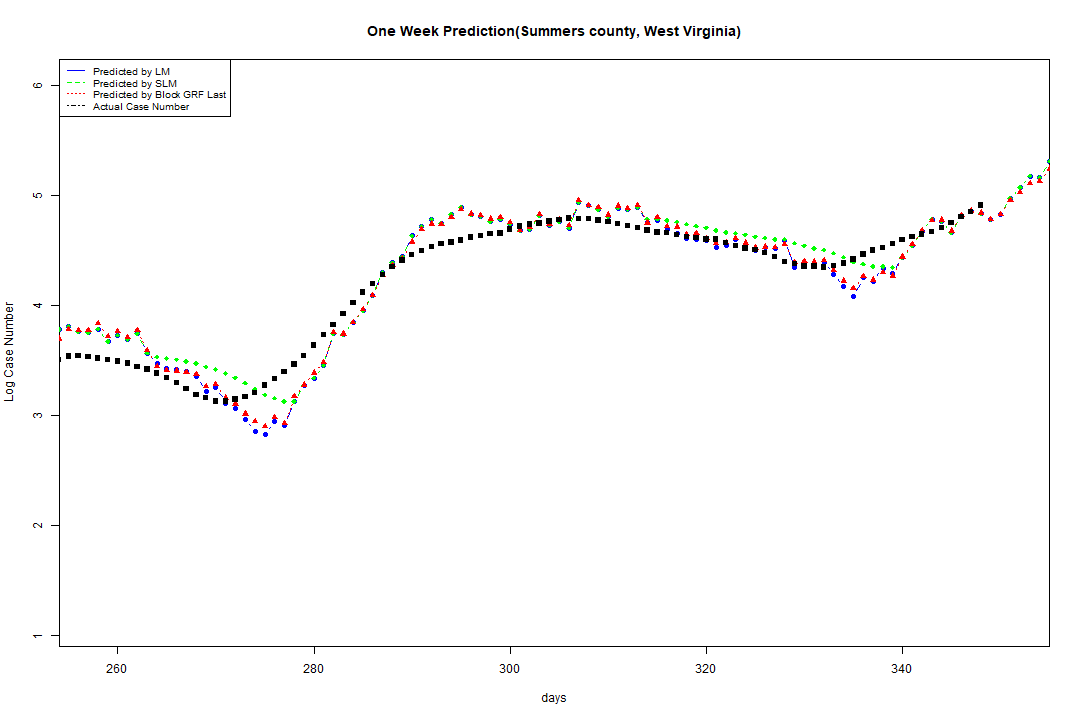 One Week Prediction(Summers county, West Virginia)
Predicted by LM
Predicted by SLM
Predicted by Block GRF Last
Actual Case Number
Log Case Number
6
5
4
3
2
1
260
280
300
320
340
days